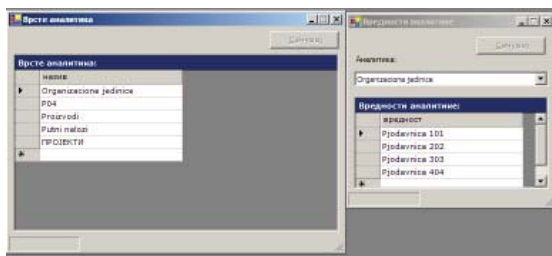 Врсте аналитика
Врсте аналитика:
назив
Organizacione jedinice
PO4
Proizvodi
Putni nalozi
ПРОЈЕКТИ
Вредности аналитике
Аналитика:
Organizacione jedinice
Вредности аналитике:
вредност
Pjodavnica 101
Pjodavnica 202
Pjodavnica 303
Pjodavnica 404